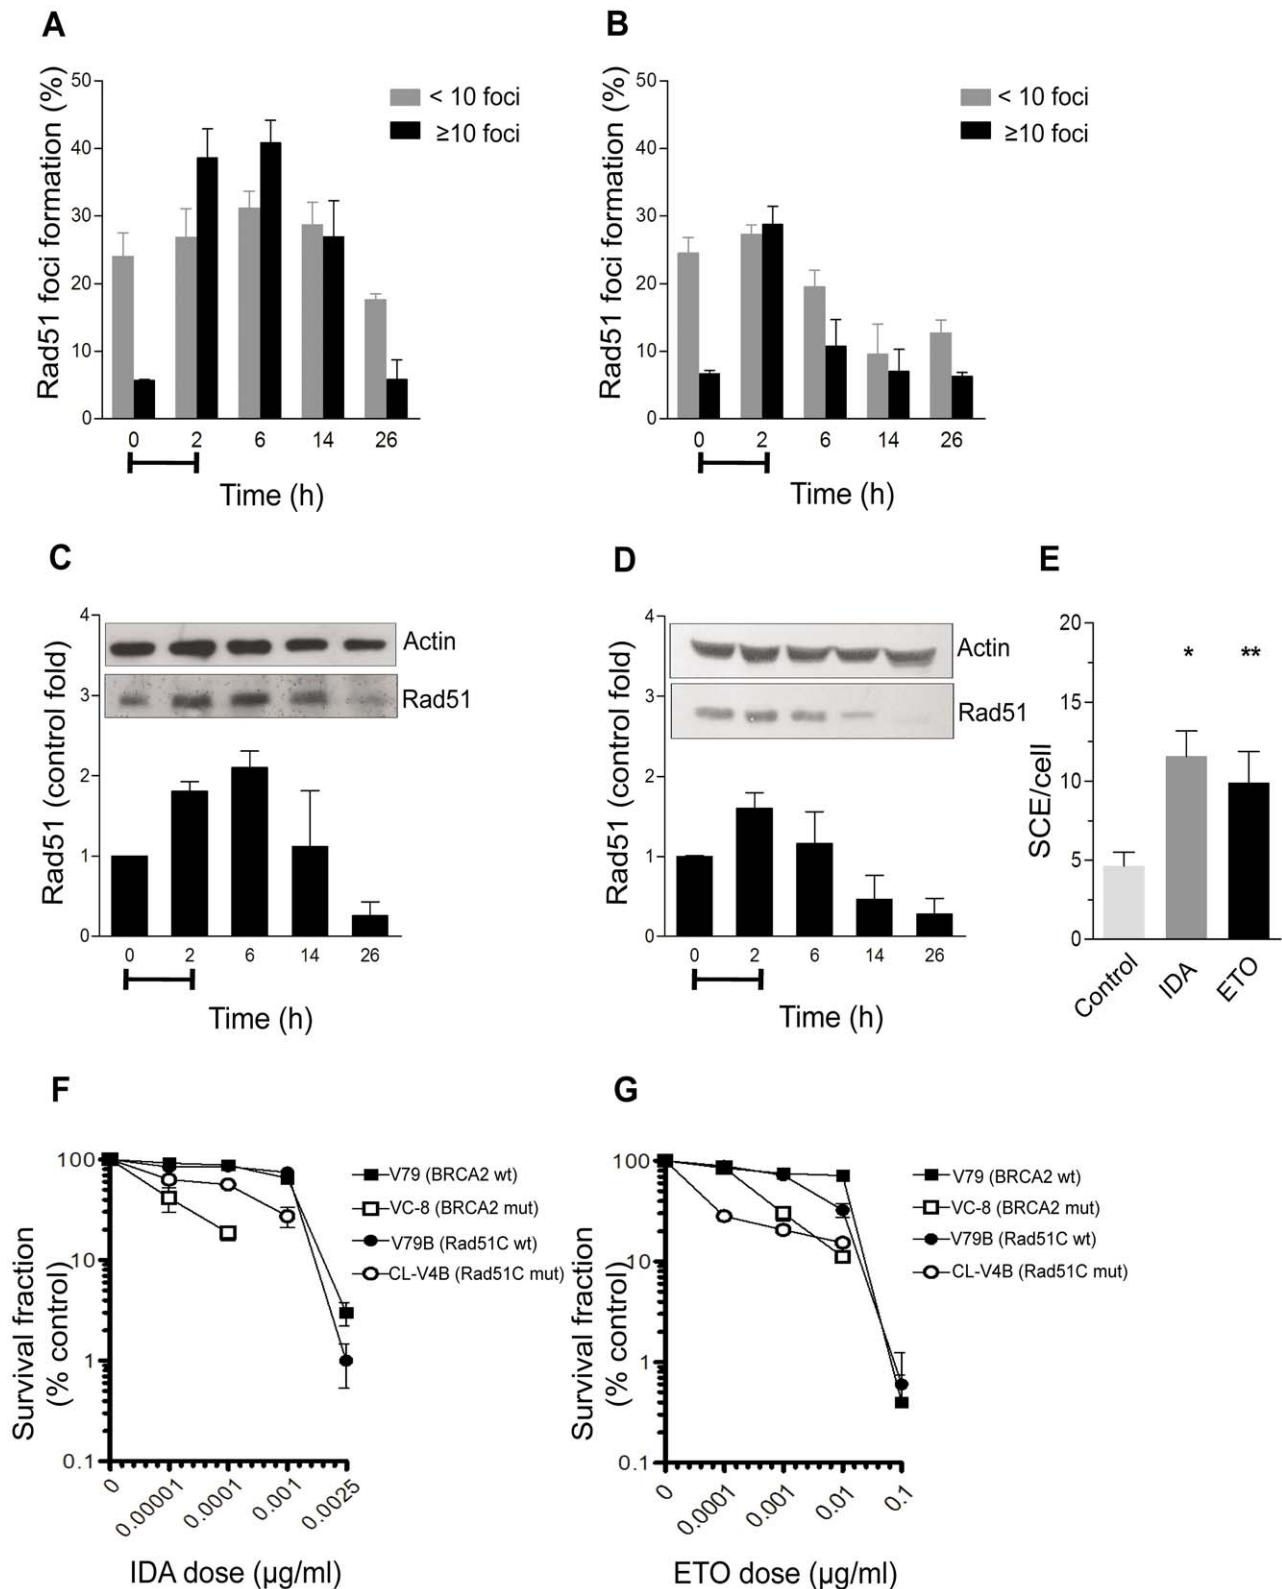 A
Rad51 foci formation (%)
50
40
30
20
10
0
< 10 foci
≥10 foci
0 2 6 14 26
Time (h)
B
Rad51 foci formation (%)
50
40
30
20
10
0
< 10 foci
≥10 foci
0 2 6 14 26
Time (h)
C
Rad51 (control fold)
4
3
2
1
0
Actin
Rad51
0 2 6 14 26
Time (h)
D
Rad51 (control fold)
4
3
2
1
0
Actin
Rad51
0 2 6 14 26
Time (h)
E
SCE/cell
20
15
10
5
0
* **
Control IDA ETO
F
Survival fraction
(% control)
100
10
1
0.1
V79 (BRCA2 wt)
VC-8 (BRCA2 mut)
V79B (Rad51C wt)
CL-V4B (Rad51C mut)
0 0.00001 0.0001 0.001 0.0025
IDA dose (µg/ml)
G
Survival fraction
(% control)
100
10
1
0.1
V79 (BRCA2 wt)
VC-8 (BRCA2 mut)
V79B (Rad51C wt)
CL-V4B (Rad51C mut)
0 0.0001 0.001 0.01 0.1
ETO dose (µg/ml)